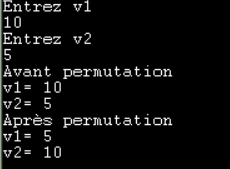 Entrez v1
10
Entrez v2
5
Avant permutation
v1= 10
v2= 5
Après permutation
v1= 5
v2= 10